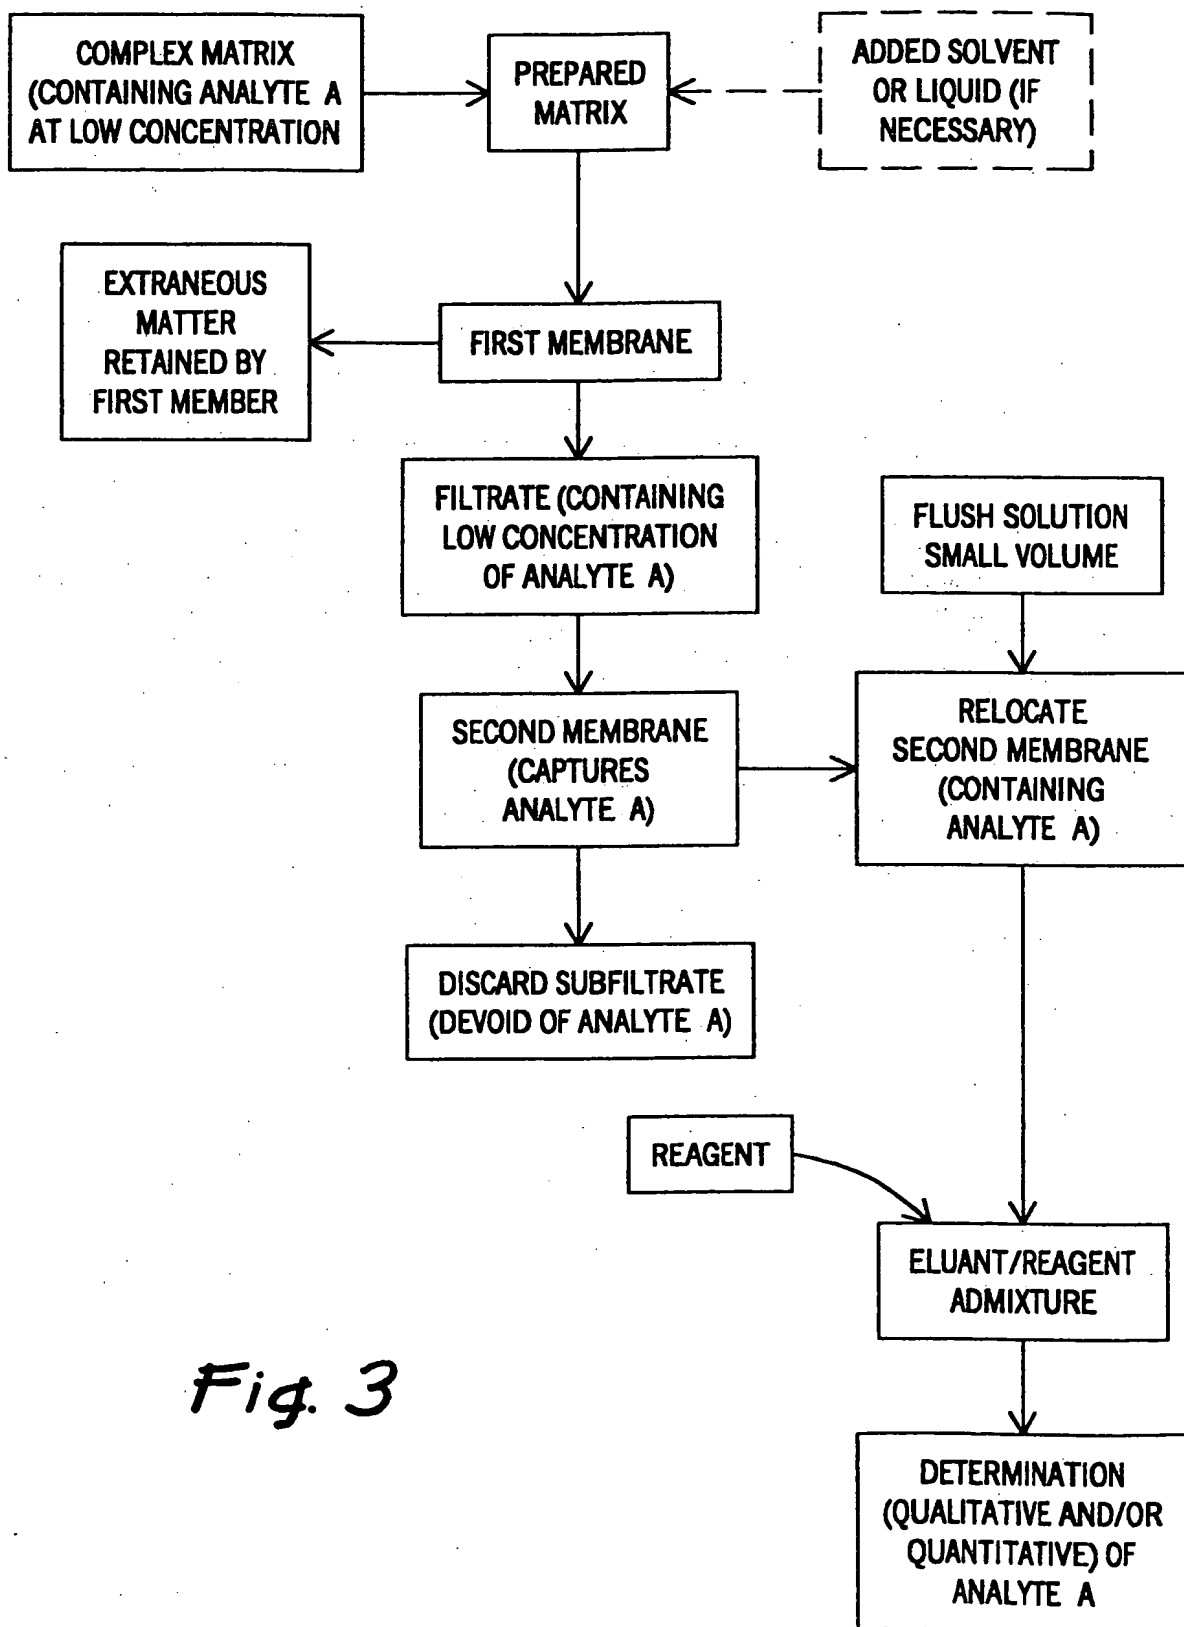 COMPLEX MATRIX
(CONTAINING ANALYTE A
AT LOW CONCENTRATION
PREPARED
MATRIX
ADDED SOLVENT
OR LIQUID (IF
NECESSARY)
EXTRANEOUS
MATTER
RETAINED BY
FIRST MEMBER
FIRST MEMBRANE
FILTRATE (CONTAINING
LOW CONCENTRATION
OF ANALYTE A)
FLUSH SOLUTION
SMALL VOLUME
SECOND MEMBRANE
(CAPTURES
ANALYTE A)
RELOCATE
SECOND MEMBRANE
(CONTAINING
ANALYTE A)
DISCARD SUBFILTRATE
(DEVOID OF ANALYTE A)
REAGENT
ELUANT/REAGENT
ADMIXTURE
DETERMINATION
(QUALITATIVE AND/OR
QUANTITATIVE) OF
ANALYTE A
Fig. 3